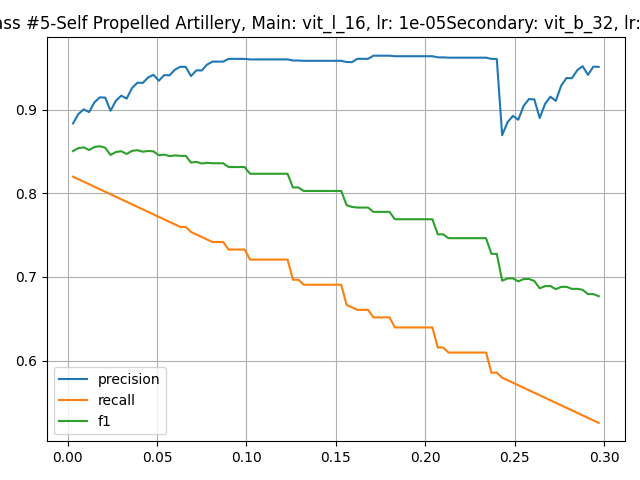 ass #5-Self Propelled Artillery, Main: vit_l_16, lr: 1e-05Secondary: vit_b_32, lr:
0.9
0.8
0.7
0.6
precision
recall
f1
0.00 0.05 0.10 0.15 0.20 0.25 0.30